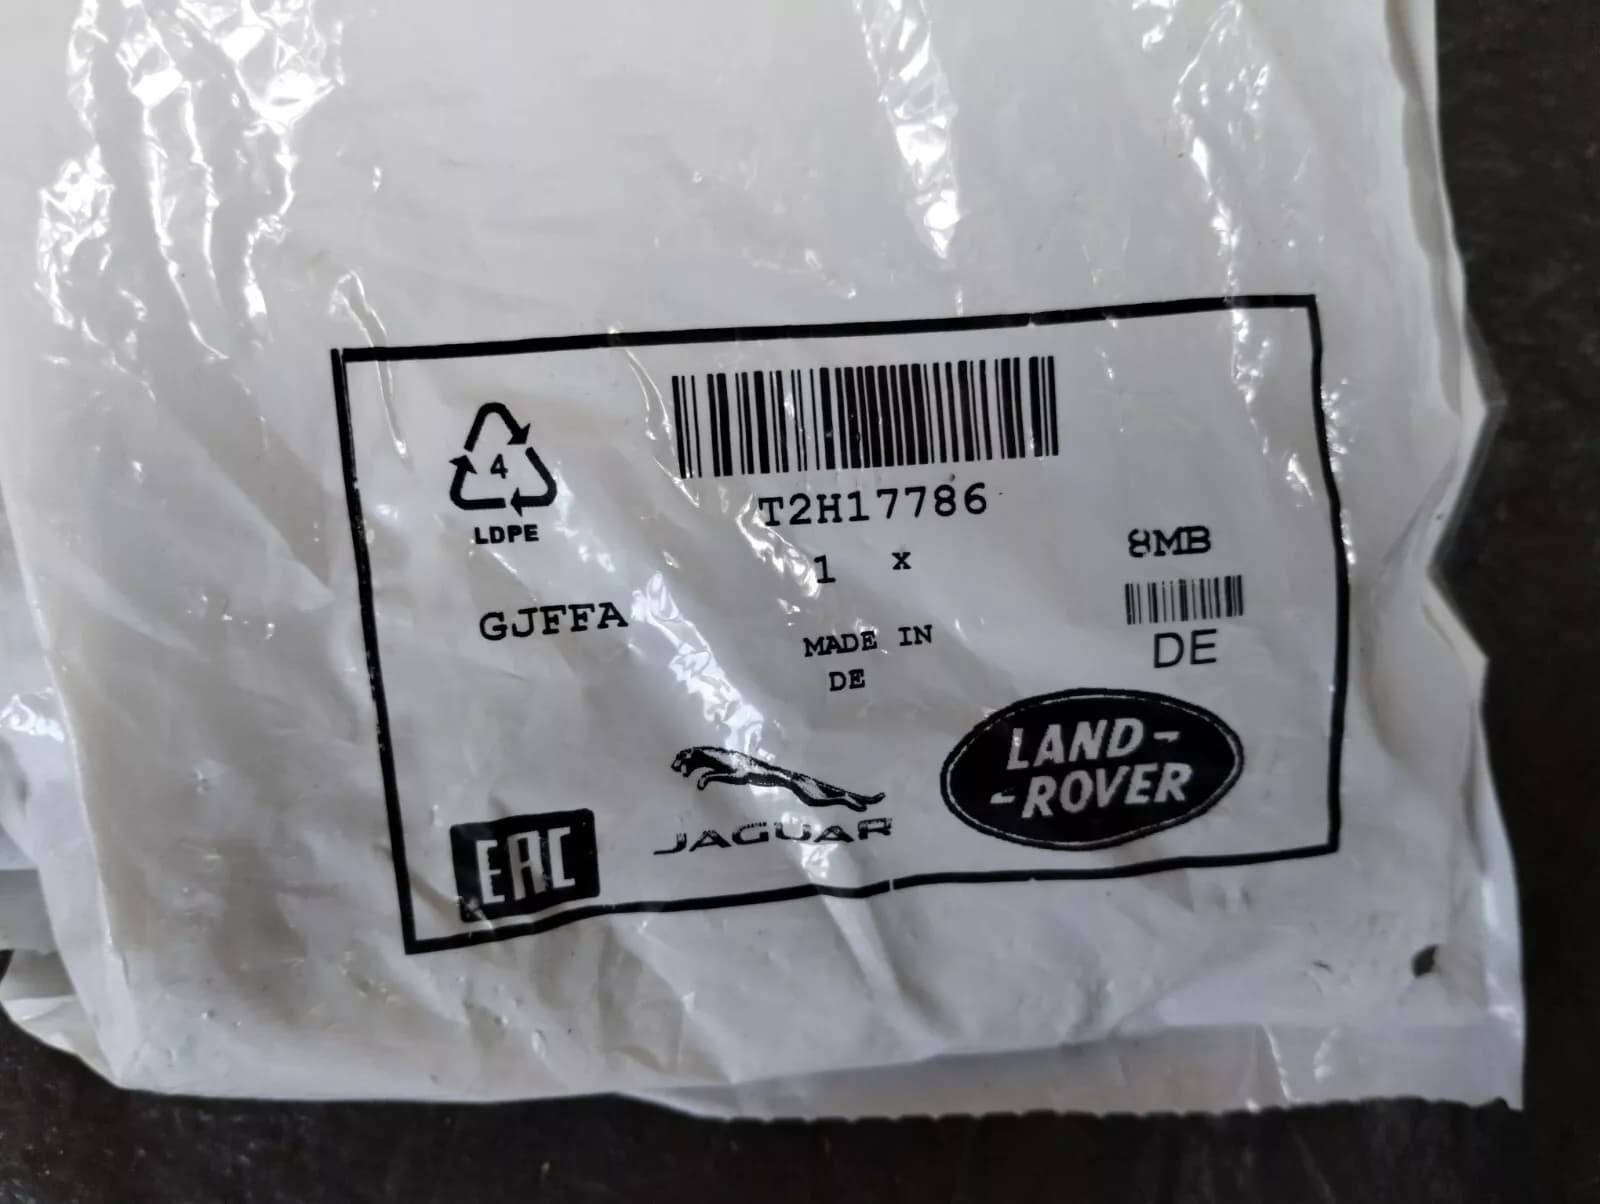 4
LDPE
T2H17786
1 x
8MB
GJFFA
MADE IN
DE
DE
JAGUAR
LAND-
-ROVER
EAC